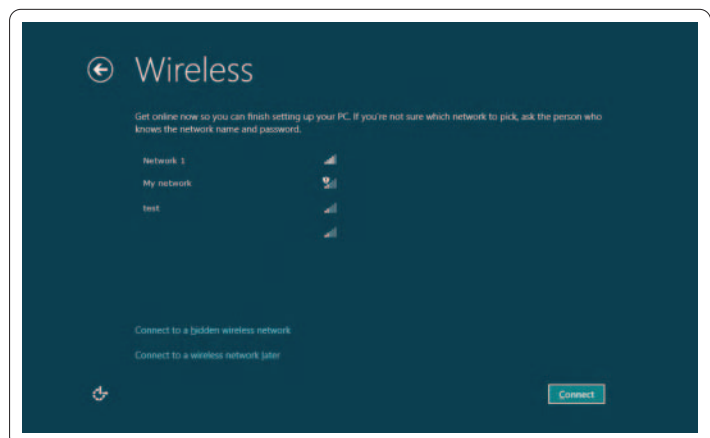 Wireless
Get online now so you can finish setting up your PC. If you're not sure which network to pick, ask the person who
knows the network name and password.
Network 1
My network
test
Connect to a hidden wireless network
Connect to a wireless network later
Connect